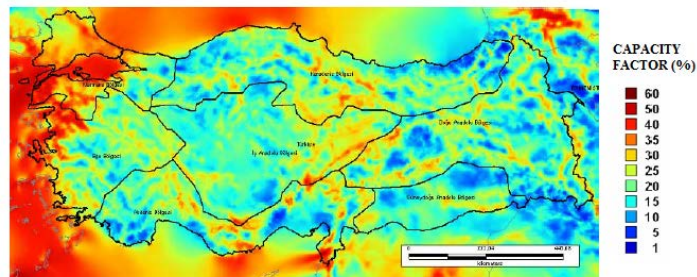 CAPACITY
FACTOR (%)
60
50
40
35
30
25
20
15
10
5
1
Karadeniz Bölgesi
Marmara Bölgesi
Doğu Anadolu Bölgesi
Türkiye
İç Anadolu Bölgesi
Ege Bölgesi
Güneydoğu Anadolu Bölgesi
Akdeniz Bölgesi
0
kilometers